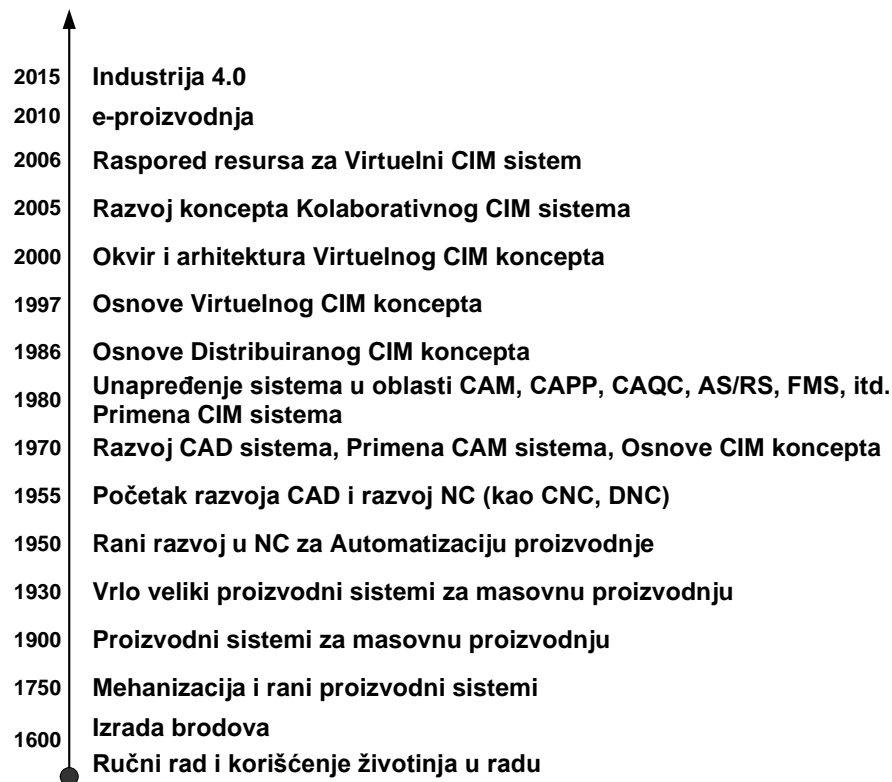 2015 Industrija 4.0
2010 e-proizvodnja
2006 Raspored resursa za Virtuelni CIM sistem
2005 Razvoj koncepta Kolaborativnog CIM sistema
2000 Okvir i arhitektura Virtuelnog CIM koncepta
1997 Osnove Virtuelnog CIM koncepta
1986 Osnove Distribuiranog CIM koncepta
1980 Unapređenje sistema u oblasti CAM, CAPP, CAQC, AS/RS, FMS, itd.
Primena CIM sistema
1970 Razvoj CAD sistema, Primena CAM sistema, Osnove CIM koncepta
1955 Početak razvoja CAD i razvoj NC (kao CNC, DNC)
1950 Rani razvoj u NC za Automatizaciju proizvodnje
1930 Vrlo veliki proizvodni sistemi za masovnu proizvodnju
1900 Proizvodni sistemi za masovnu proizvodnju
1750 Mehanizacija i rani proizvodni sistemi
1600 Izrada brodova
Ručni rad i korišćenje životinja u radu